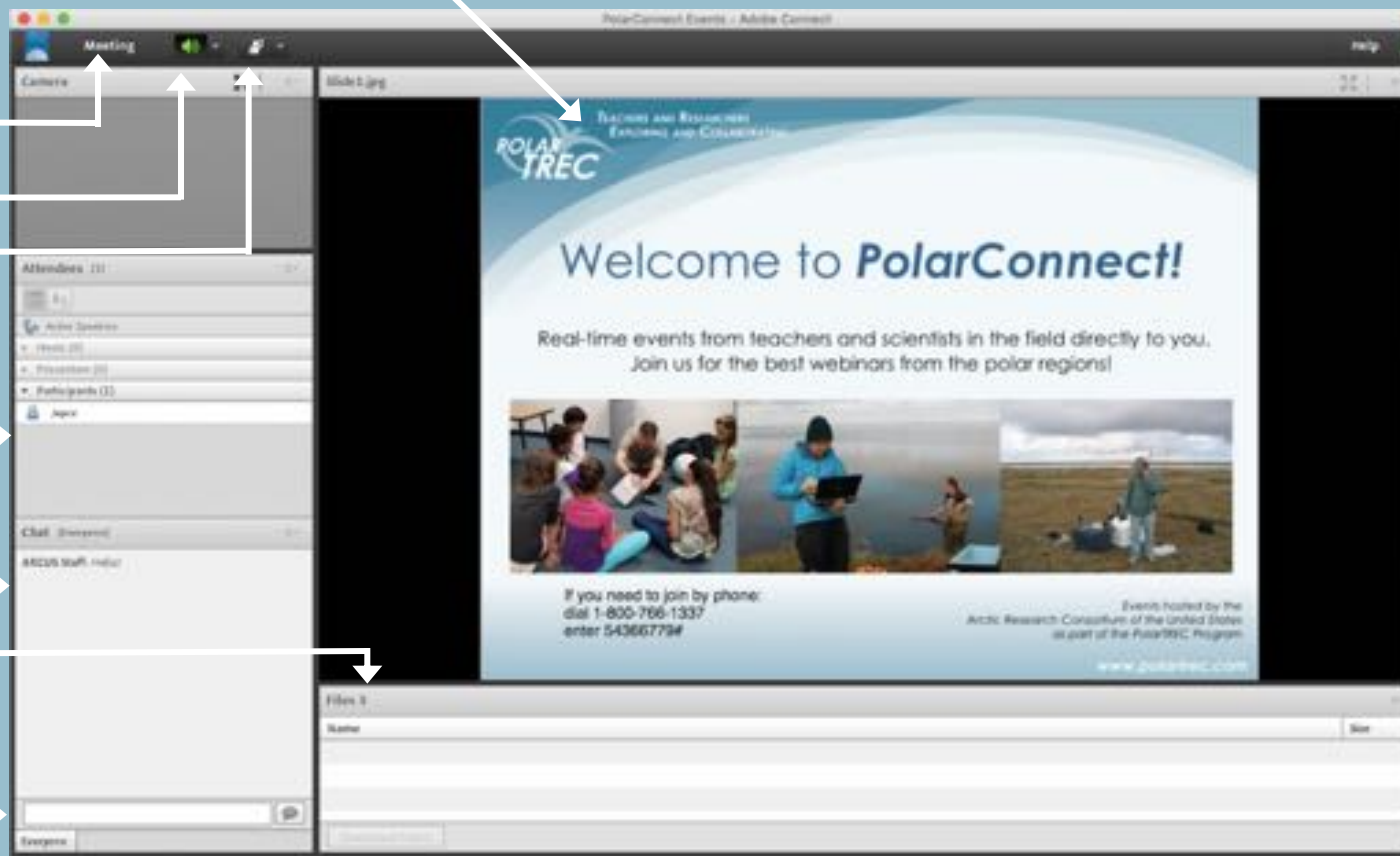 PolarConnect Events - Adobe Connect
Meeting
Help
Camera
Slide1.jpg
TEACHERS AND RESEARCHERS
EXPLORING AND COLLABORATING
POLAR
TREC
Welcome to PolarConnect!
Real-time events from teachers and scientists in the field directly to you.
Join us for the best webinars from the polar regions!
If you need to join by phone:
dial 1-800-766-1337
enter 54366779#
Events hosted by the
Arctic Research Consortium of the United States
as part of the PolarTREC Program
www.polartrec.com
Attendees
Active Speakers
Hosts (0)
Presenters (0)
Participants (1)
Chat (Everyone)
ARCUS Staff: Hello!
Everyone
Files 3
Name
Size